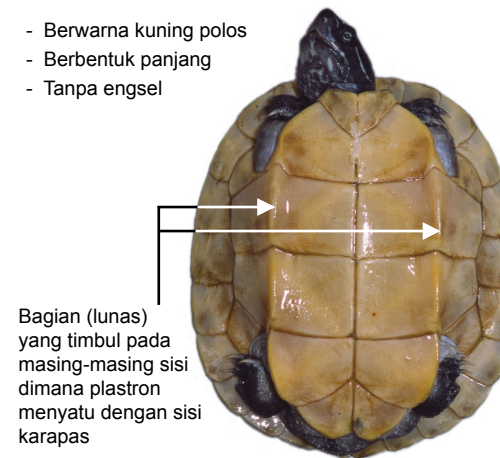 - Berwarna kuning polos
- Berbentuk panjang
- Tanpa engsel
Bagian (lunas)
yang timbul pada
masing-masing sisi
dimana plastron
menyatu dengan sisi
karapas